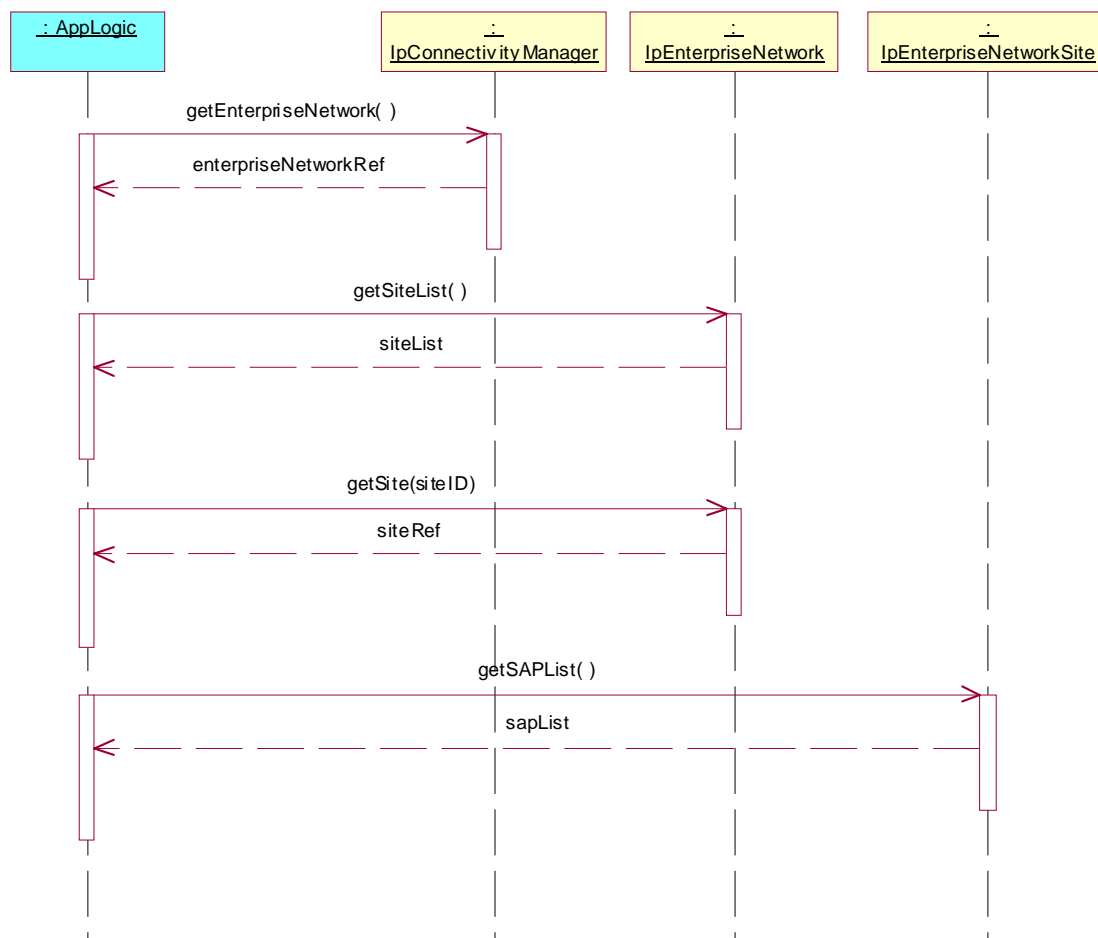 : AppLogic
:
IpConnectivityManager
:
IpEnterpriseNetwork
:
IpEnterpriseNetworkSite
getEnterpriseNetwork( )
enterpriseNetworkRef
getSiteList( )
siteList
getSite(siteID)
siteRef
getSAPList( )
sapList